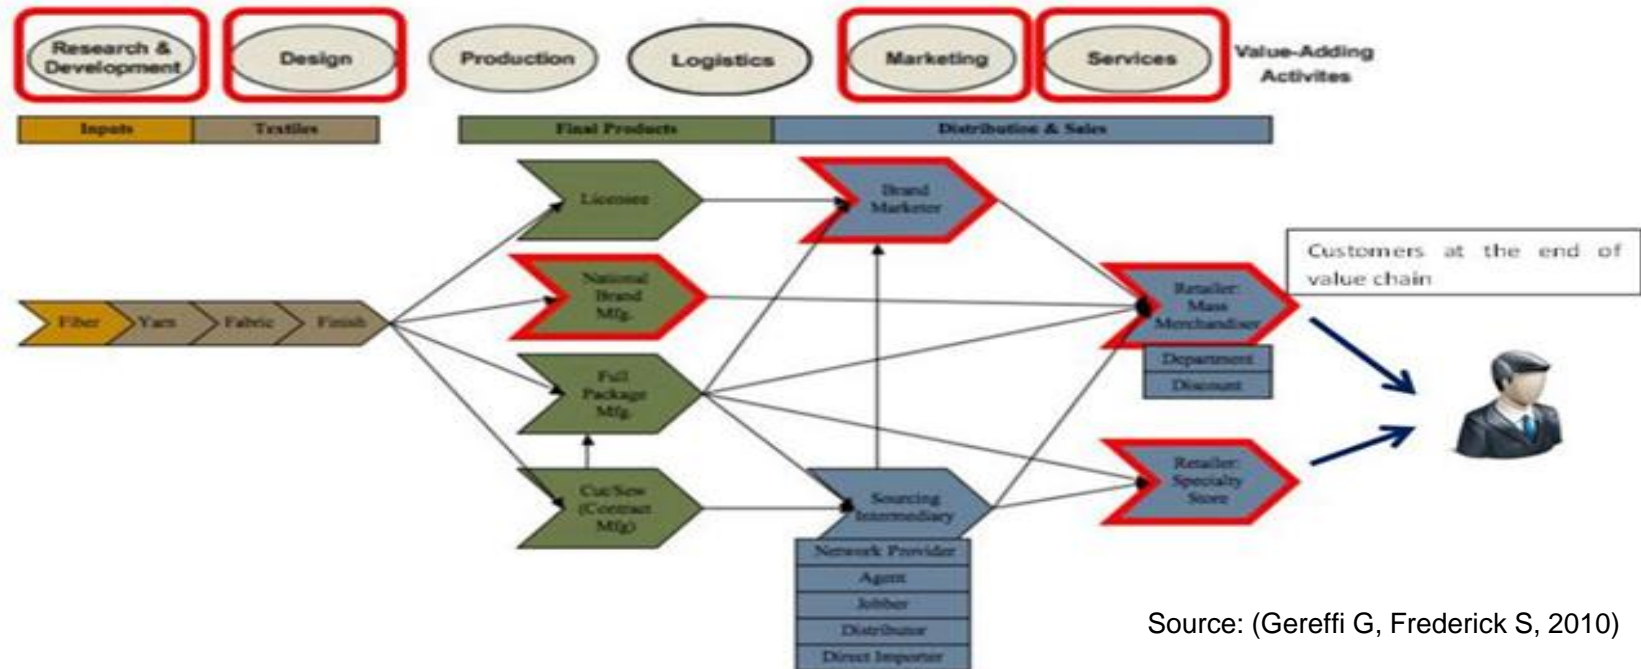 Research &
Development
Design
Production
Logistics
Marketing
Services
Value-Adding
Activites
Inputs
Textiles
Final Products
Distribution & Sales
Licensee
Brand
Marketer
National
Brand
Mfg.
Retailer:
Mass
Merchandiser
Customers at the end of
value chain
Fiber
Yarn
Fabric
Finish
Department
Discount
Full
Package
Mfg.
Cut/Sew
(Contract
Mfg)
Sourcing
Intermediary
Retailer:
Specialty
Store
Network Provider
Agent
Jobber
Distributor
Direct Importer
Source: (Gereffi G, Frederick S, 2010)